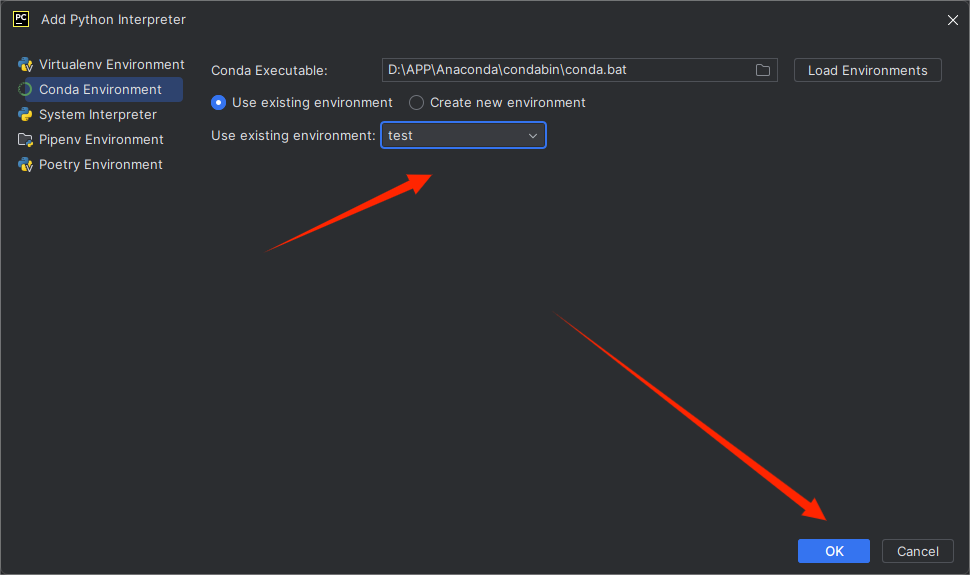 PC Add Python Interpreter
Virtualenv Environment
Conda Environment
System Interpreter
Pipenv Environment
Poetry Environment
Conda Executable: D:\APP\Anaconda\condabin\conda.bat Load Environments
Use existing environment Create new environment
Use existing environment: test
OK Cancel